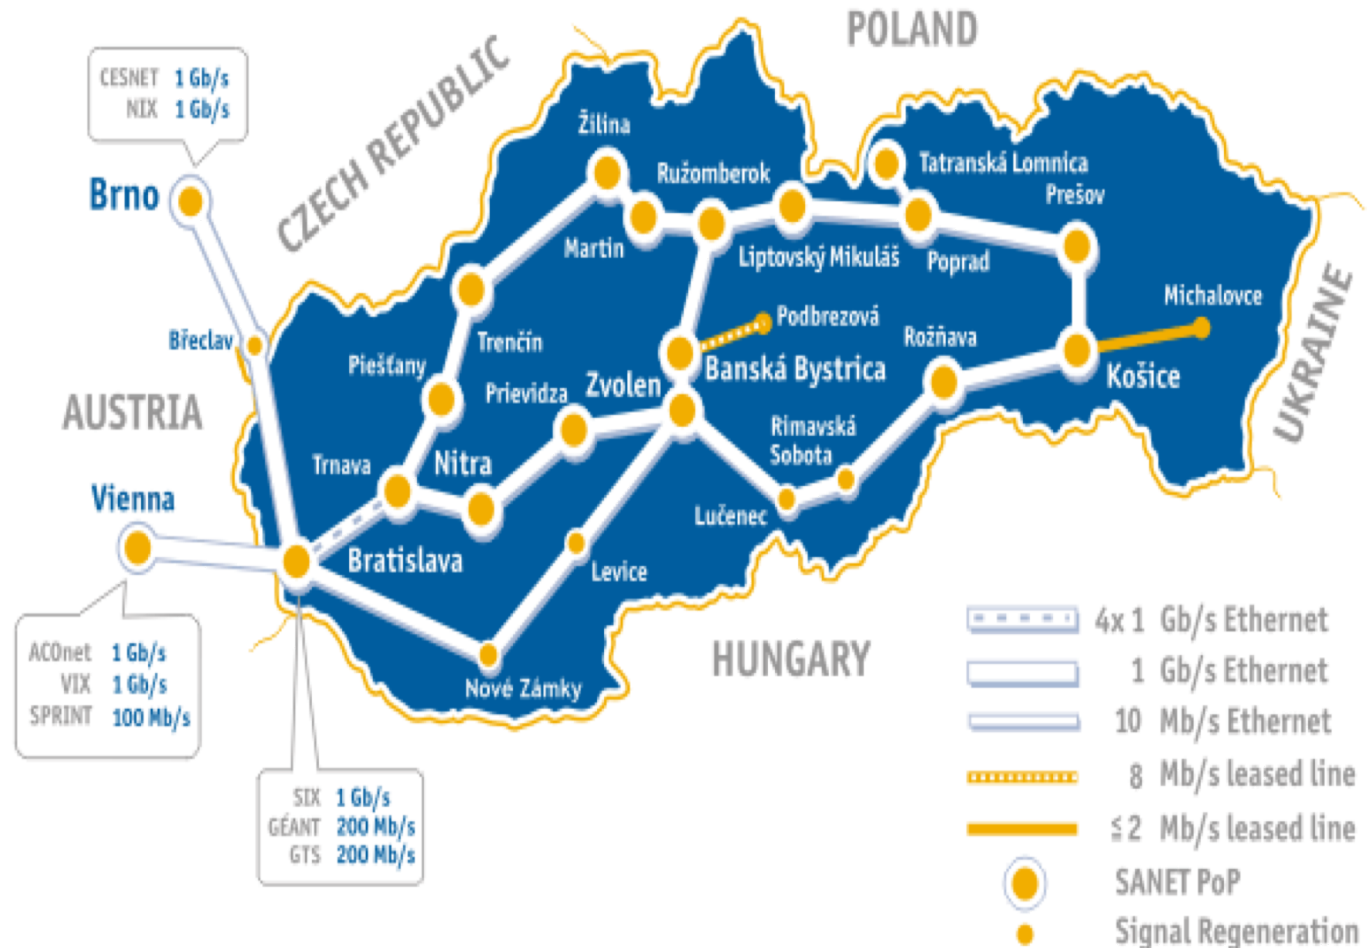 POLAND
CZECH REPUBLIC
CESNET 1 Gb/s
NIX 1 Gb/s
Brno
Žilina
Ružomberok
Tatranská Lomnica
Prešov
Martin
Liptovský Mikuláš
Poprad
Michalovce
Břeclav
Trenčín
Podbrezová
Rožňava
Piešťany
Prievidza
Zvolen
Banská Bystrica
Košice
UKRAINE
AUSTRIA
Trnava
Nitra
Rimavská
Sobota
Vienna
Lučenec
Bratislava
Levice
Nové Zámky
HUNGARY
ACOnet 1 Gb/s
VIX 1 Gb/s
SPRINT 100 Mb/s
SIX 1 Gb/s
GÉANT 200 Mb/s
GTS 200 Mb/s
4x 1 Gb/s Ethernet
1 Gb/s Ethernet
10 Mb/s Ethernet
8 Mb/s leased line
≤ 2 Mb/s leased line
SANET PoP
Signal Regeneration